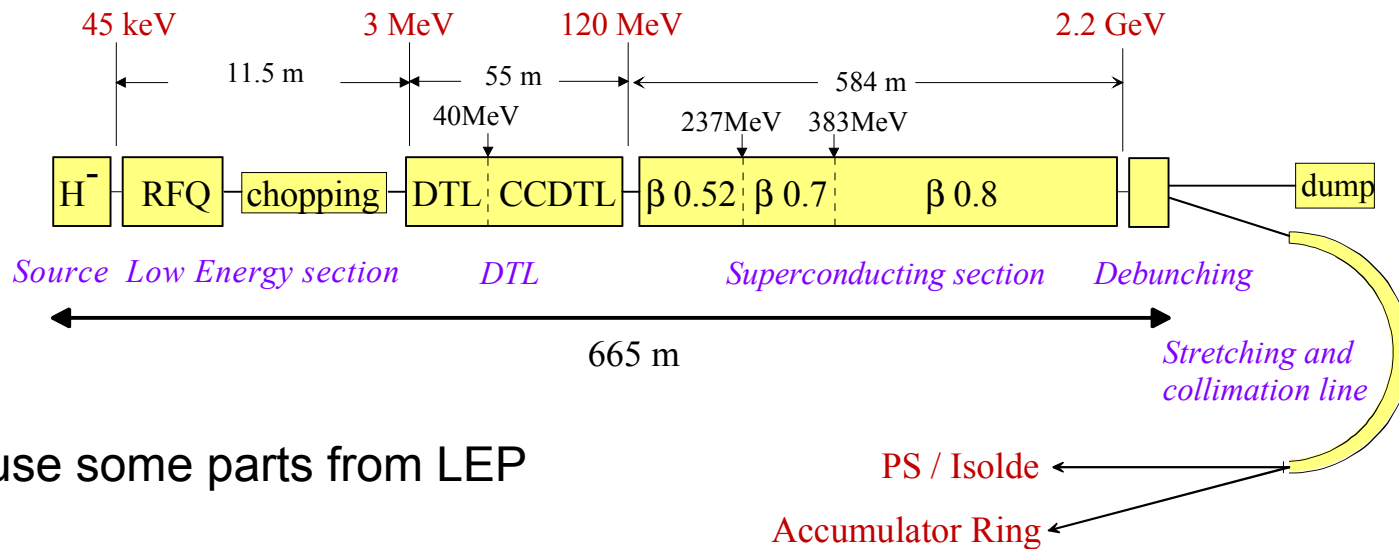 45 keV 3 MeV 120 MeV 2.2 GeV
11.5 m 55 m 584 m
40MeV 237MeV 383MeV
H⁻ RFQ chopping DTL CCDTL β 0.52 β 0.7 β 0.8 dump
Source Low Energy section DTL Superconducting section Debunching
665 m
Stretching and
collimation line
use some parts from LEP
PS / Isolde
Accumulator Ring